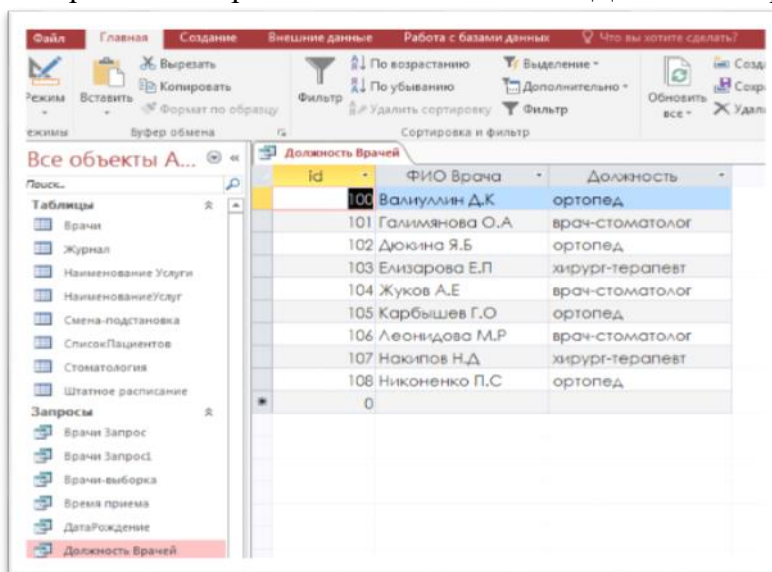 Файл Главная Создание Внешние данные Работа с базами данных Что вы хотите сделать?
Режим
Вставить
Вырезать
Копировать
Формат по образцу
Буфер обмена
Фильтр
По возрастанию
По убыванию
Удалить сортировку
Выделение
Дополнительно
Фильтр
Сортировка и фильтр
Обновить все
Все объекты A...
Поиск...
Таблицы
Врачи
Журнал
Наименование Услуги
НаименованиеУслуг
Смена-подстановка
СписокПациентов
Стоматология
Штатное расписание
Запросы
Врачи Запрос
Врачи Запрос1
Врачи-выборка
Время приема
ДатаРождение
Должность Врачей
Должность Врачей
id ФИО Врача Должность
100 Валиуллин Д.К ортопед
101 Галимянова О.А врач-стоматолог
102 Дюкина Я.Б ортопед
103 Елизарова Е.П хирург-терапевт
104 Жуков А.Е врач-стоматолог
105 Карбышев Г.О ортопед
106 Леонидова М.Р врач-стоматолог
107 Накипов Н.Д хирург-терапевт
108 Никоненко П.С ортопед
0